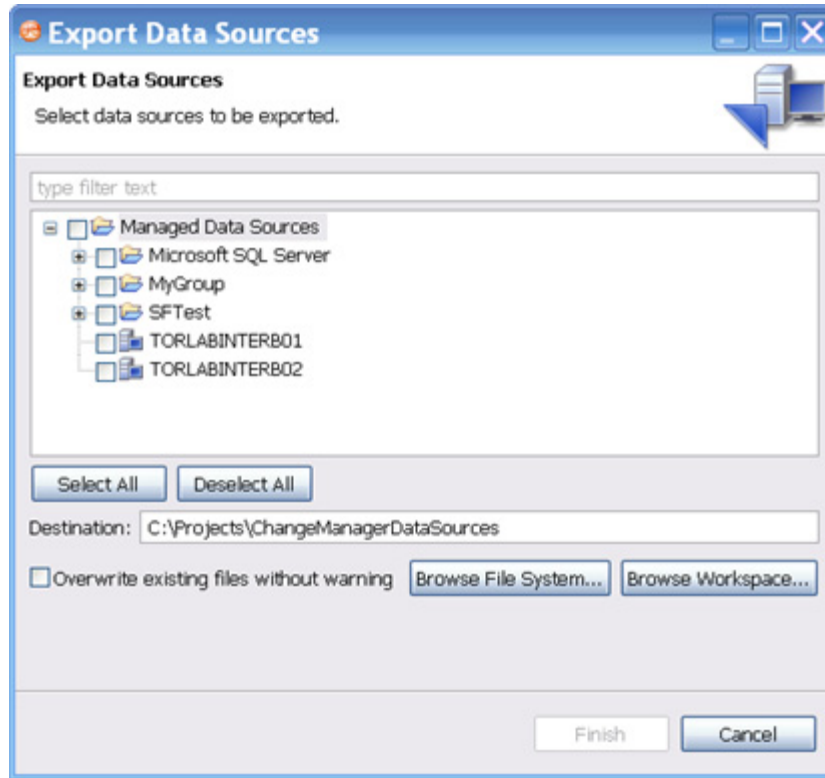 Export Data Sources
Export Data Sources
Select data sources to be exported.
type filter text
Managed Data Sources
Microsoft SQL Server
MyGroup
SFTest
TORLABINTERB01
TORLABINTERB02
Select All Deselect All
Destination: C:\Projects\ChangeManagerDataSources
Overwrite existing files without warning Browse File System... Browse Workspace...
Finish Cancel